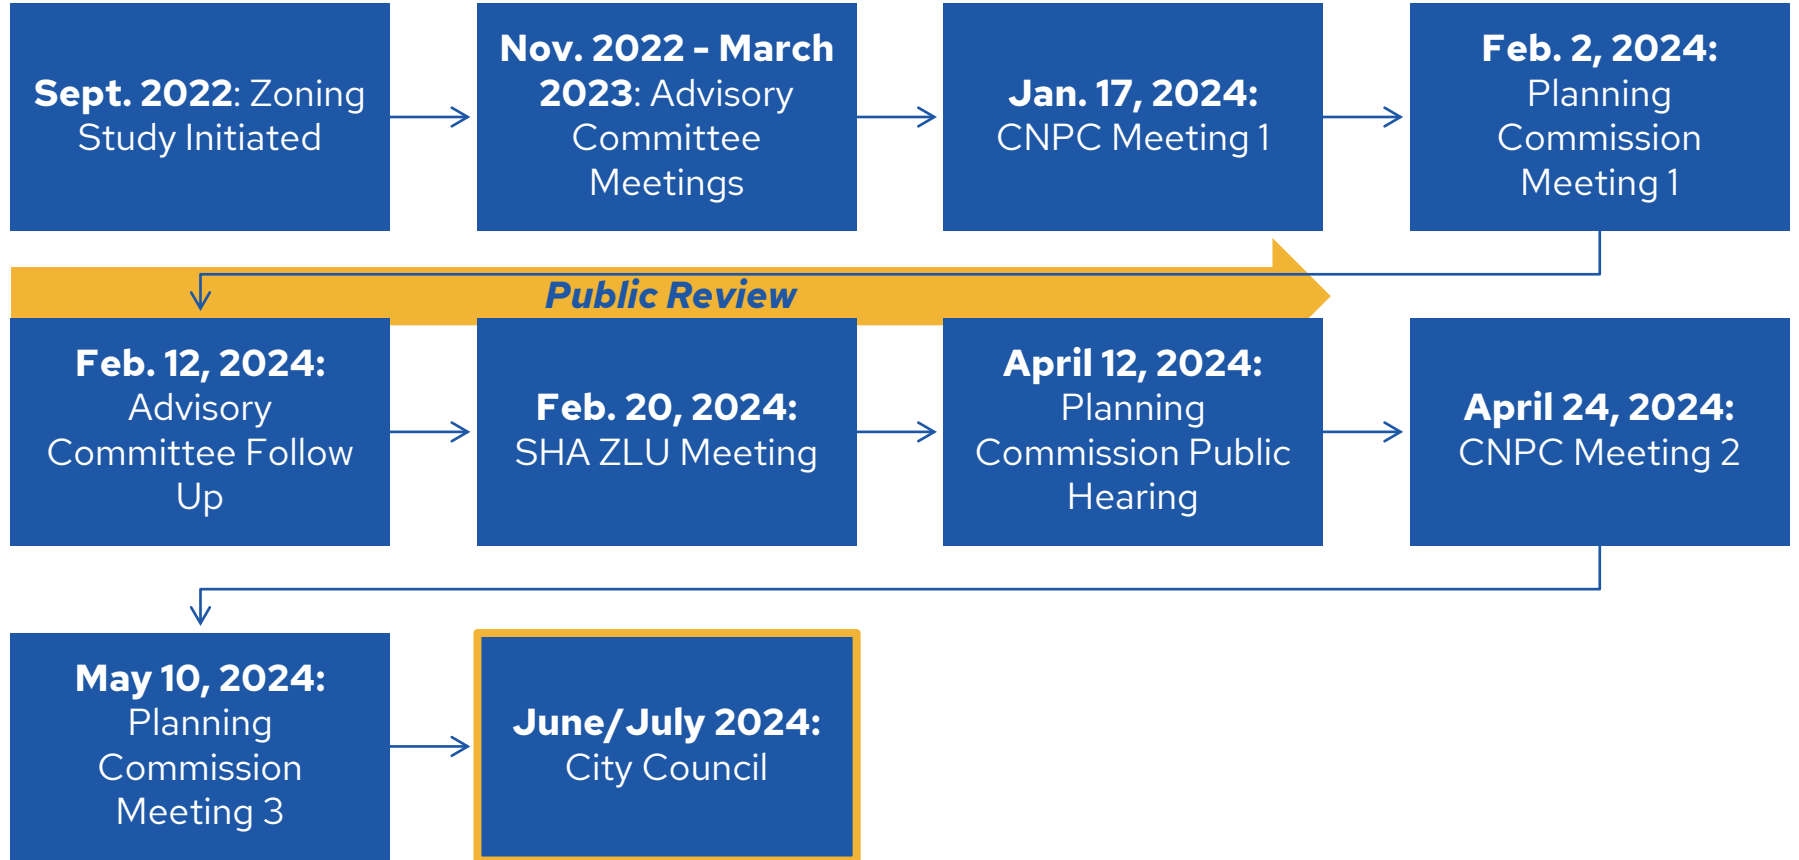 Sept. 2022: Zoning
Study Initiated
Nov. 2022 - March
2023: Advisory
Committee
Meetings
Jan. 17, 2024:
CNPC Meeting 1
Feb. 2, 2024:
Planning
Commission
Meeting 1
Public Review
Feb. 12, 2024:
Advisory
Committee Follow
Up
Feb. 20, 2024:
SHA ZLU Meeting
April 12, 2024:
Planning
Commission Public
Hearing
April 24, 2024:
CNPC Meeting 2
May 10, 2024:
Planning
Commission
Meeting 3
June/July 2024:
City Council